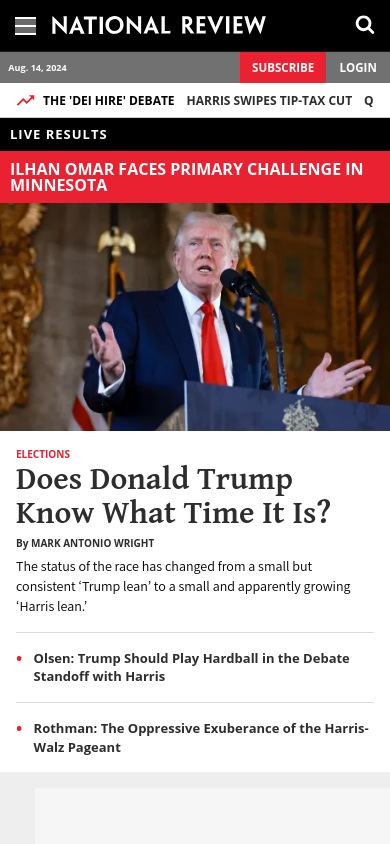 NATIONAL REVIEW
Aug. 14, 2024
SUBSCRIBE
LOGIN
THE 'DEI HIRE' DEBATE HARRIS SWIPES TIP-TAX CUT Q
LIVE RESULTS
ILHAN OMAR FACES PRIMARY CHALLENGE IN
MINNESOTA
ELECTIONS
Does Donald Trump
Know What Time It Is?
By MARK ANTONIO WRIGHT
The status of the race has changed from a small but
consistent ‘Trump lean’ to a small and apparently growing
‘Harris lean.’
• Olsen: Trump Should Play Hardball in the Debate
Standoff with Harris
• Rothman: The Oppressive Exuberance of the Harris-
Walz Pageant